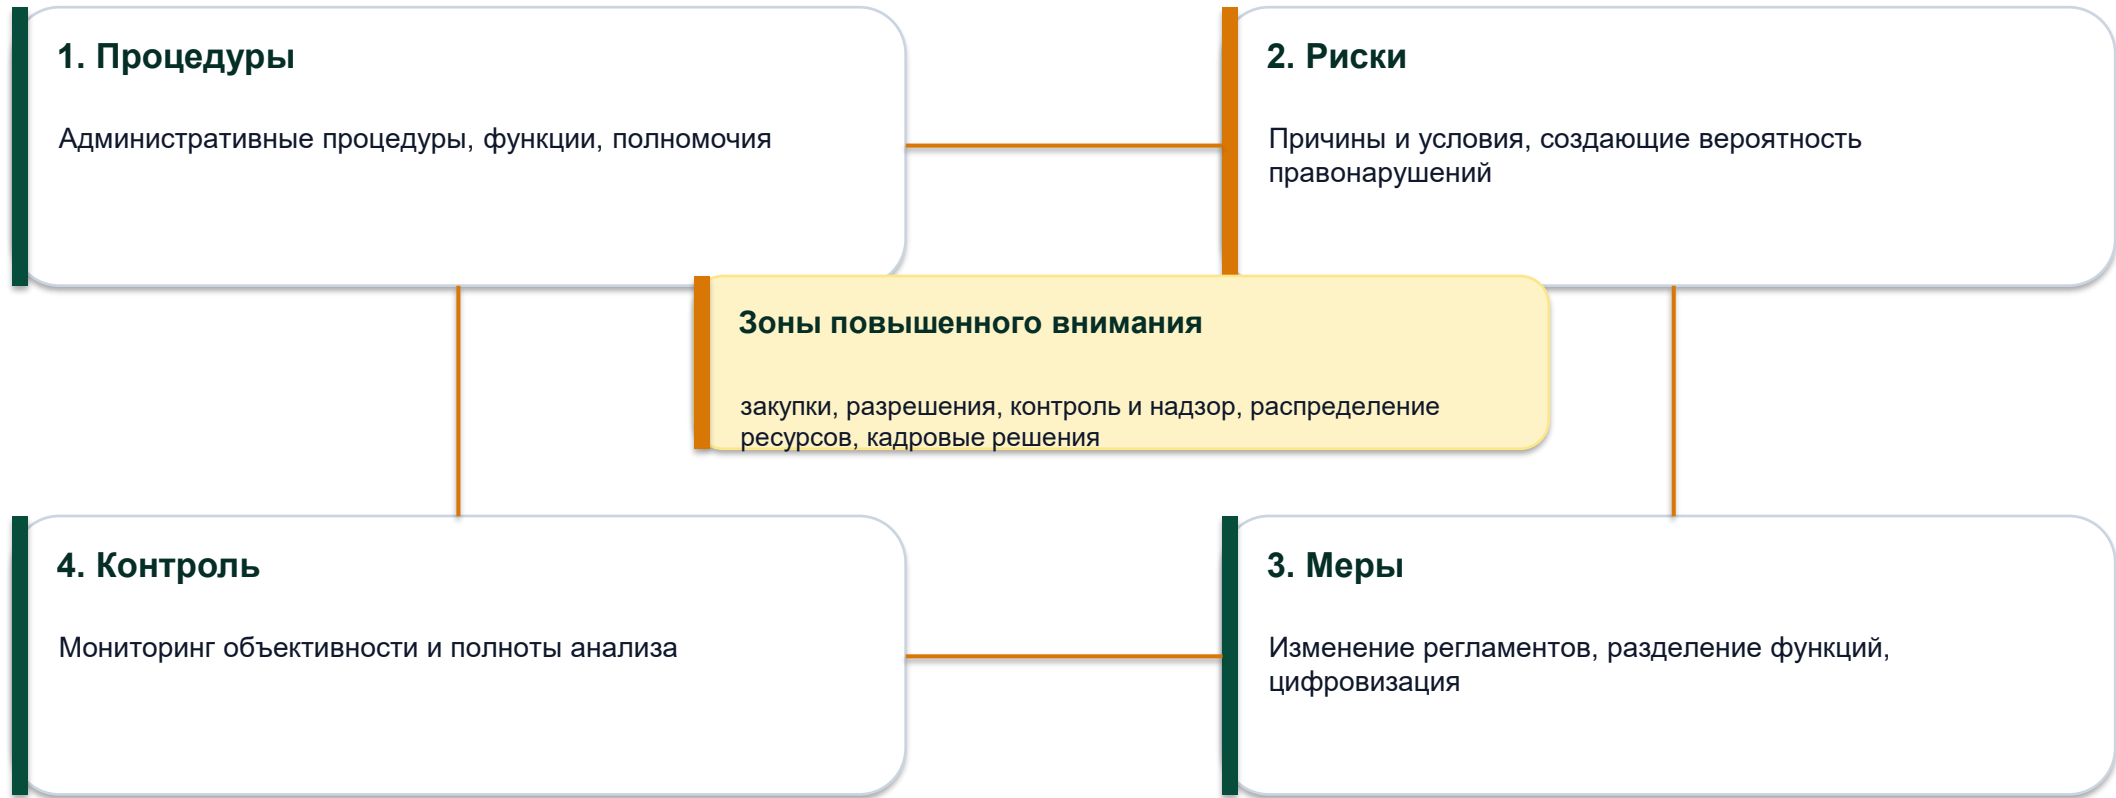 1. Процедуры
Административные процедуры, функции, полномочия
2. Риски
Причины и условия, создающие вероятность
правонарушений
Зоны повышенного внимания
закупки, разрешения, контроль и надзор, распределение
ресурсов, кадровые решения
4. Контроль
Мониторинг объективности и полноты анализа
3. Меры
Изменение регламентов, разделение функций,
цифровизация